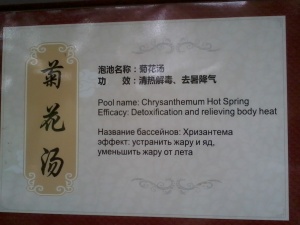 菊花汤
泡池名称：菊花汤
功　　效：清热解毒、去暑降气
Pool name: Chrysanthemum Hot Spring
Efficacy: Detoxification and relieving body heat
Название бассейнов: Хризантема
эффект: устранить жару и яд,
уменьшить жару от лета